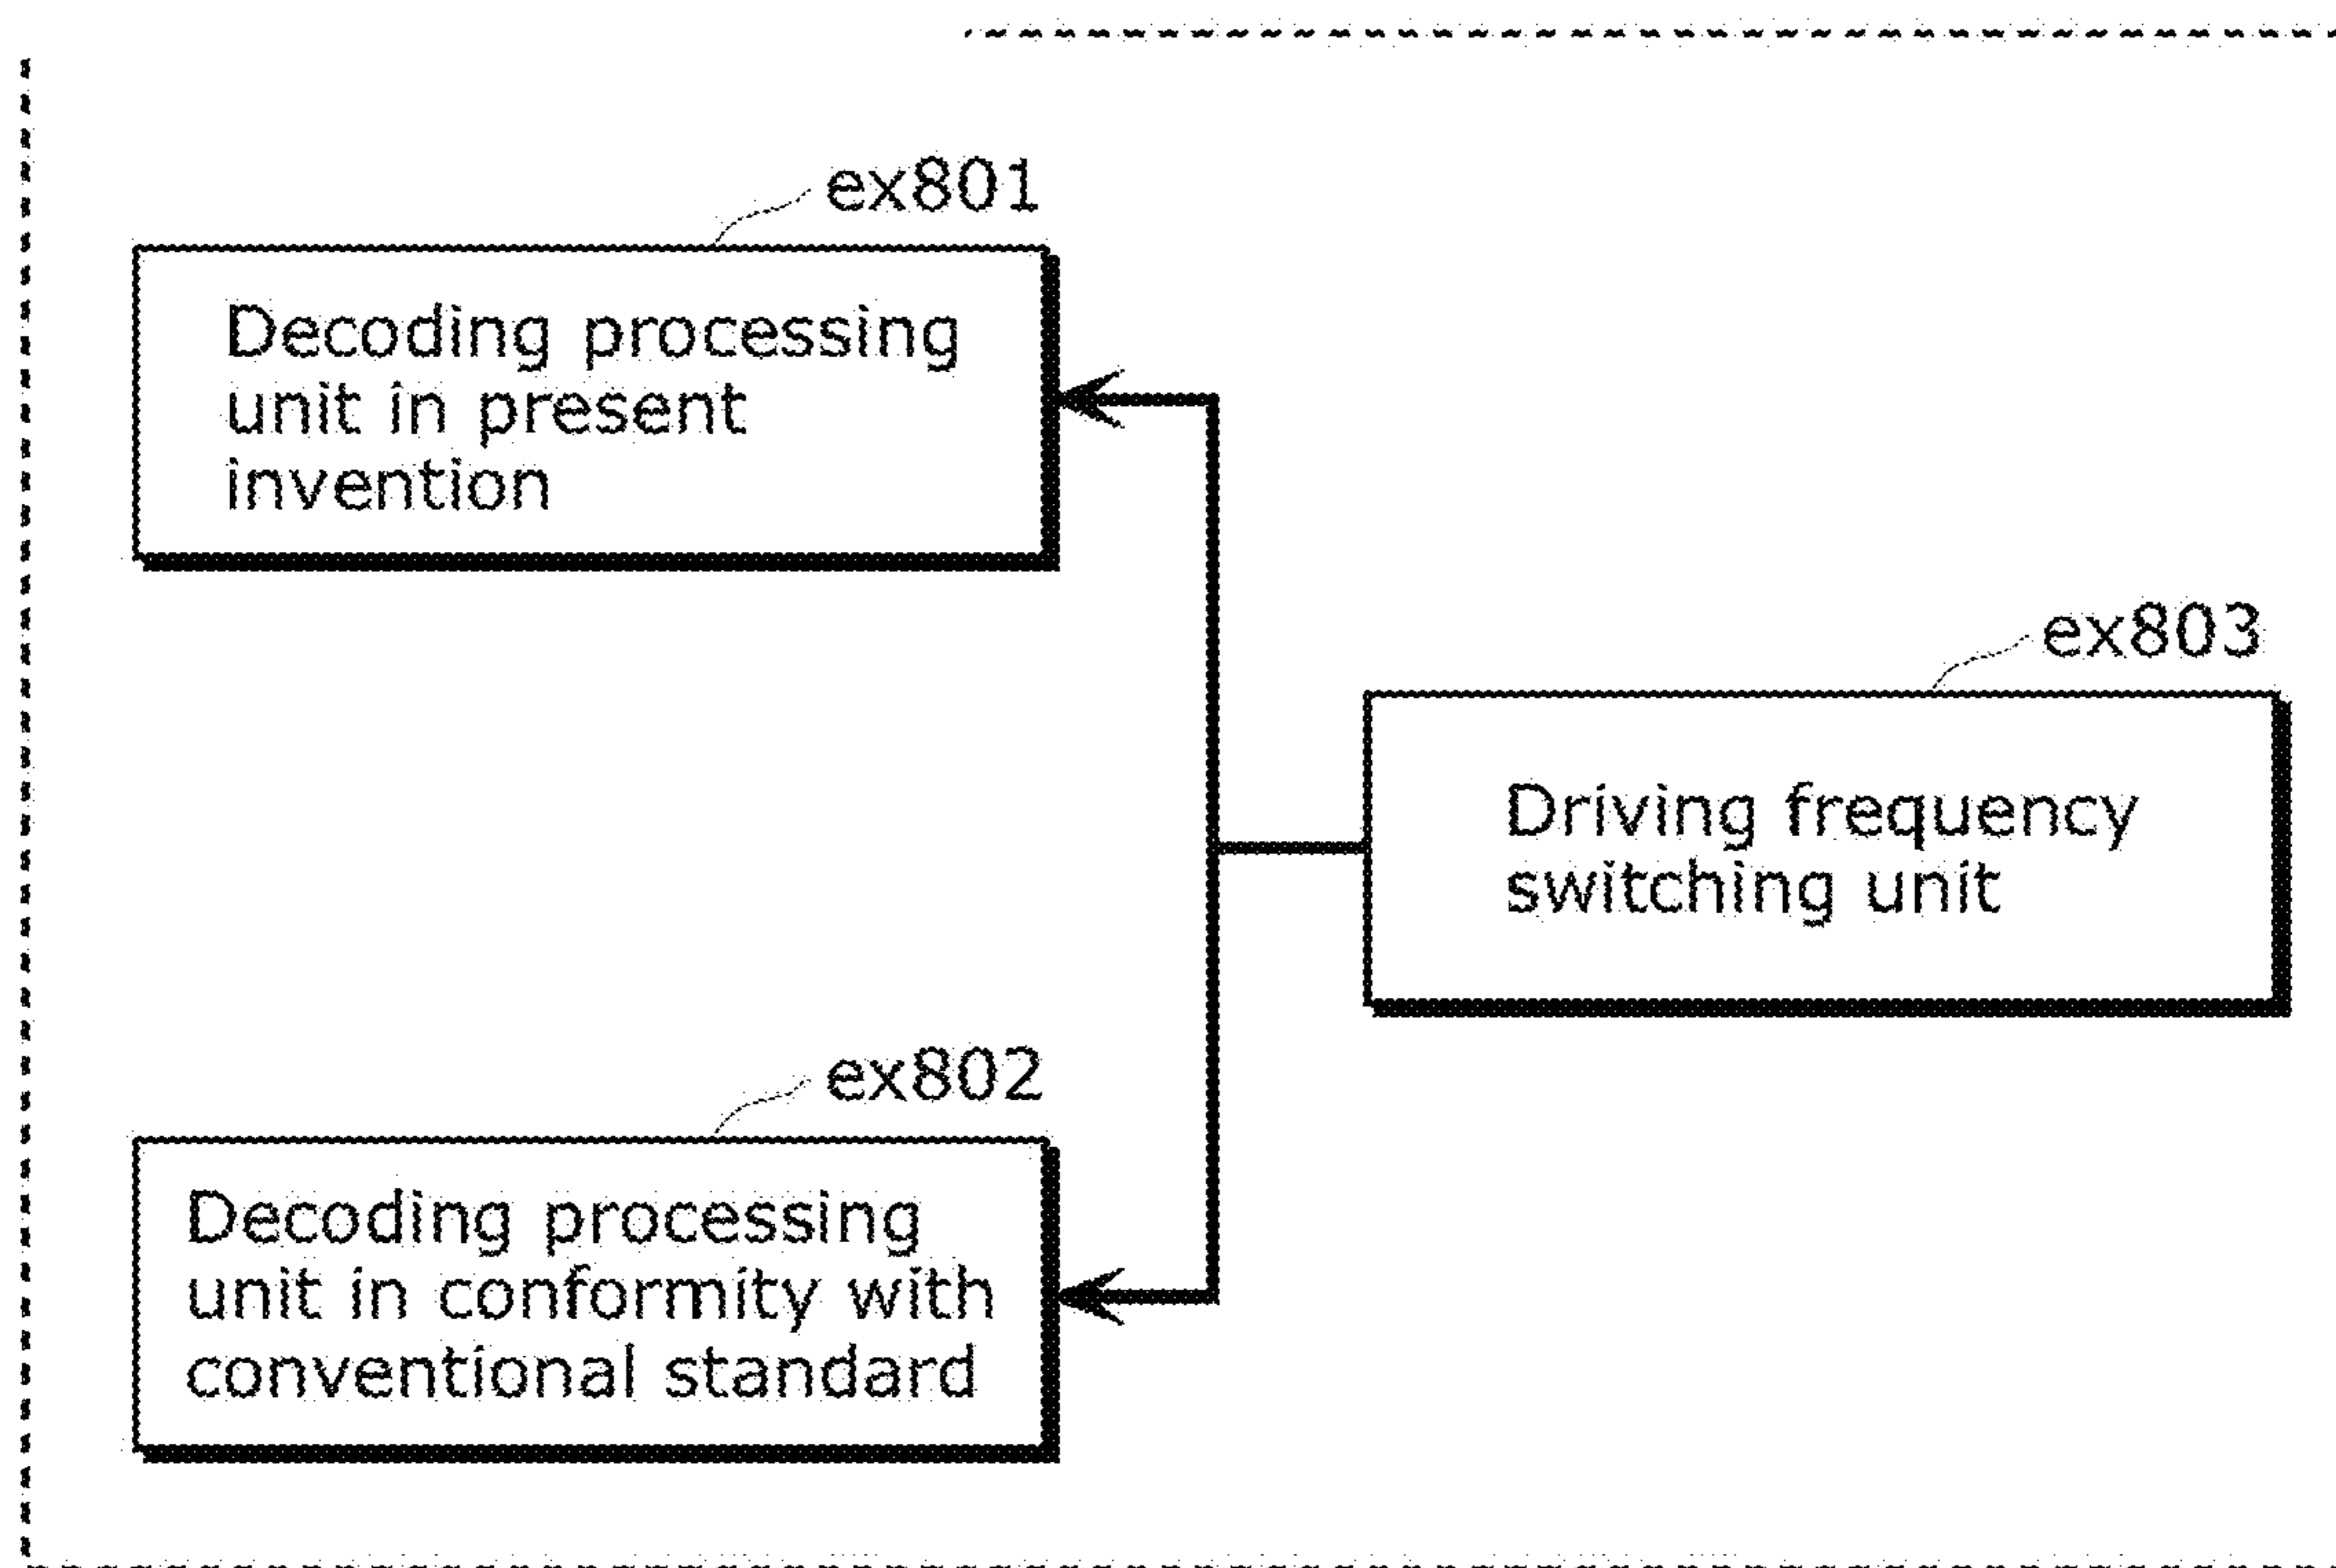 ex801
Decoding processing
unit in present
invention
ex803
Driving frequency
switching unit
ex802
Decoding processing
unit in conformity with
conventional standard